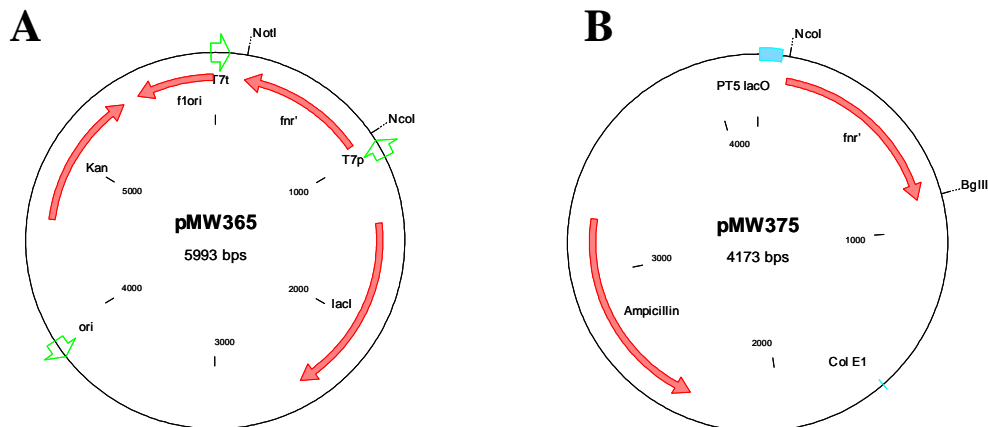 A
NotI
T7t
f1ori
fnr'
NcoI
T7p
Kan
5000
1000
pMW365
5993 bps
4000
2000
lacI
ori
3000
B
NcoI
PT5 lacO
4000
fnr'
BglII
pMW375
1000
4173 bps
3000
Ampicillin
2000
Col E1